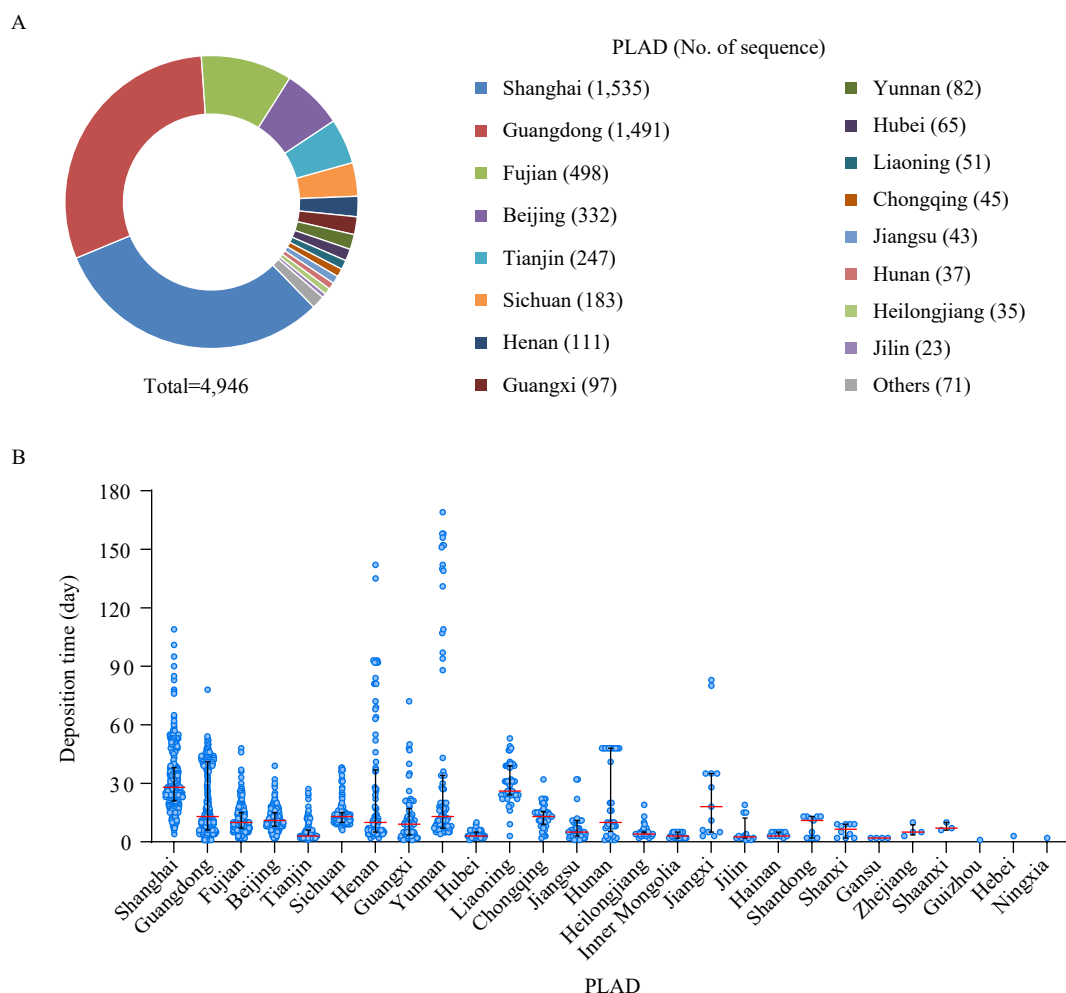 A
PLAD (No. of sequence)
Shanghai (1,535)
Guangdong (1,491)
Fujian (498)
Beijing (332)
Tianjin (247)
Sichuan (183)
Henan (111)
Guangxi (97)
Yunnan (82)
Hubei (65)
Liaoning (51)
Chongqing (45)
Jiangsu (43)
Hunan (37)
Heilongjiang (35)
Jilin (23)
Others (71)
Total=4,946
B
Deposition time (day)
180
150
120
90
60
30
0
Shanghai
Guangdong
Fujian
Beijing
Tianjin
Sichuan
Henan
Guangxi
Yunnan
Hubei
Liaoning
Chongqing
Jiangsu
Hunan
Heilongjiang
Inner Mongolia
Jiangxi
Jilin
Hainan
Shandong
Shanxi
Gansu
Zhejiang
Shaanxi
Guizhou
Hebei
Ningxia
PLAD